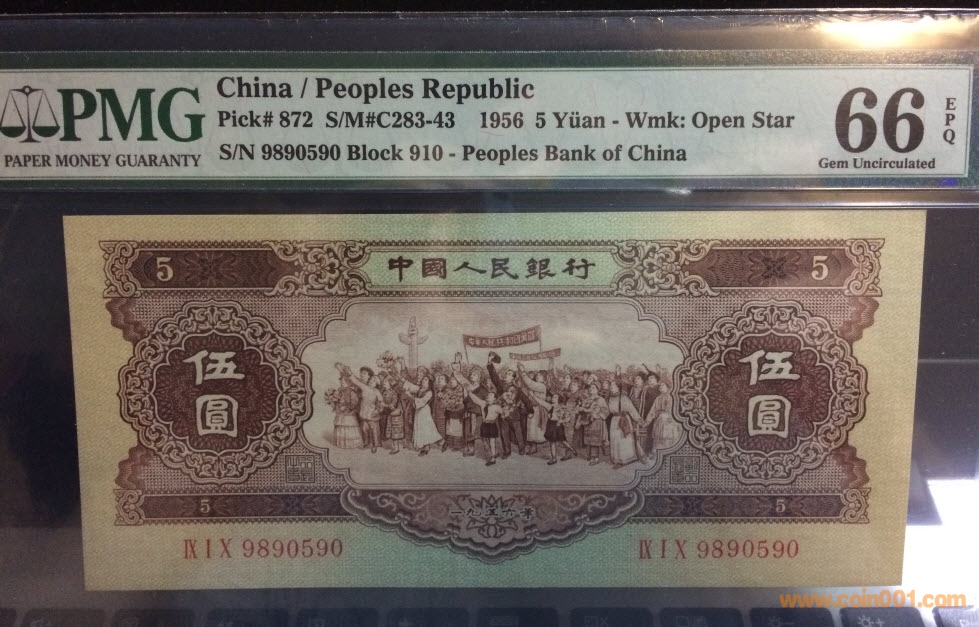 PMG
PAPER MONEY GUARANTY
China / Peoples Republic
Pick# 872 S/M#C283-43 1956 5 Yüan - Wmk: Open Star
S/N 9890590 Block 910 - Peoples Bank of China
66
EPQ
Gem Uncirculated
5 中國人民銀行 5
伍圓
伍圓
5 一九五六年 5
Ⅸ I X 9890590
Ⅸ I X 9890590
www.coin001.com